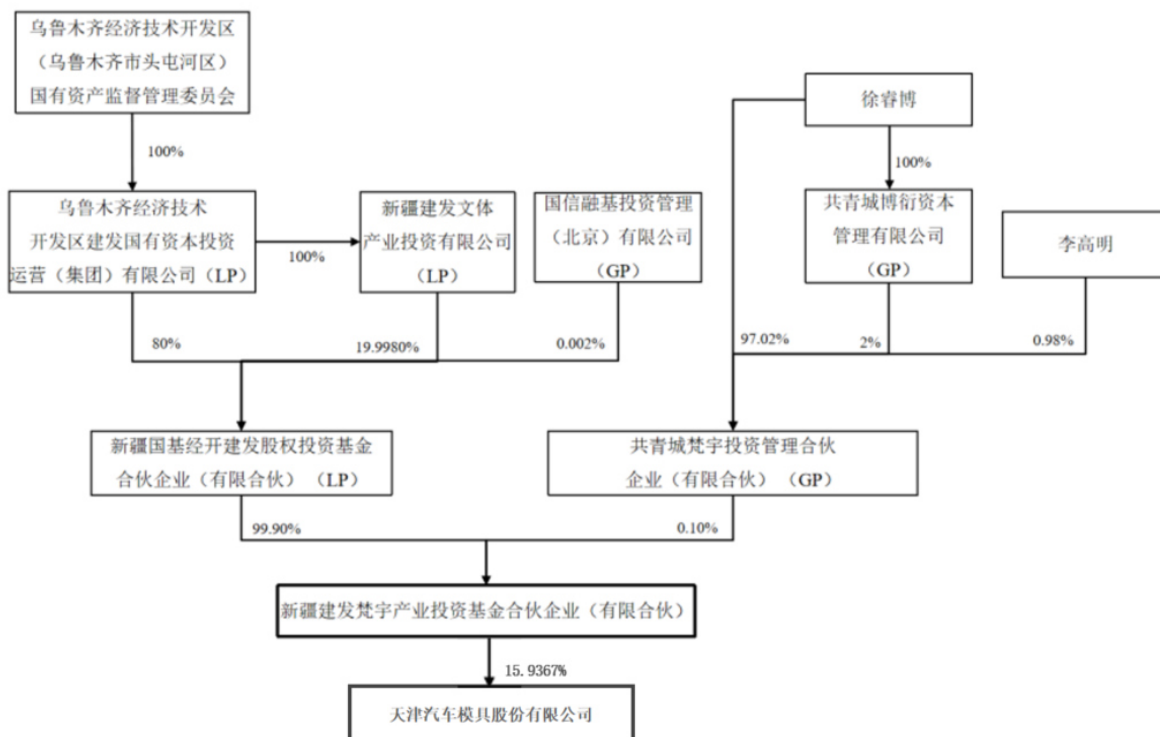 乌鲁木齐经济技术开发区
（乌鲁木齐市头屯河区）
国有资产监督管理委员会
徐睿博
100%
100%
乌鲁木齐经济技术
开发区建发国有资本投资
运营（集团）有限公司（LP）
100%
新疆建发文体
产业投资有限公司
（LP）
国信融基投资管理
（北京）有限公司
（GP）
共青城博衍资本
管理有限公司
（GP）
李高明
80%
19.9980%
0.002%
97.02%
2%
0.98%
新疆国基经开建发股权投资基金
合伙企业（有限合伙）（LP）
共青城梵宇投资管理合伙
企业（有限合伙）（GP）
99.90%
0.10%
新疆建发梵宇产业投资基金合伙企业（有限合伙）
15.9367%
天津汽车模具股份有限公司